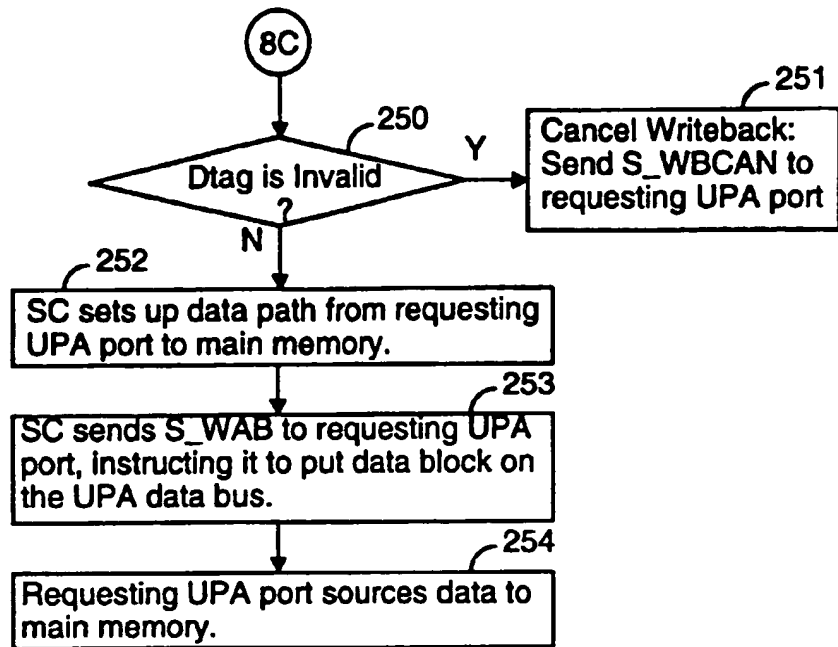 8C
250
Dtag is Invalid
?
Y
N
251
Cancel Writeback:
Send S_WBCAN to
requesting UPA port
252
SC sets up data path from requesting
UPA port to main memory.
253
SC sends S_WAB to requesting UPA
port, instructing it to put data block on
the UPA data bus.
254
Requesting UPA port sources data to
main memory.